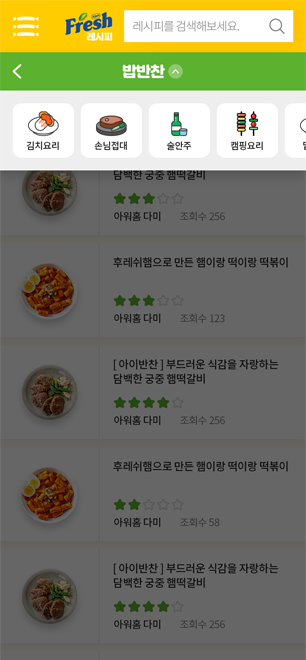 Fresh
레시피
레시피를 검색해보세요.
밥반찬
김치요리
손님접대
술안주
캠핑요리
담백한 궁중 햄떡갈비
아워홈 다미 조회수 256
후레쉬햄으로 만든 햄이랑 떡이랑 떡볶이
아워홈 다미 조회수 123
[ 아이반찬 ] 부드러운 식감을 자랑하는
담백한 궁중 햄떡갈비
아워홈 다미 조회수 256
후레쉬햄으로 만든 햄이랑 떡이랑 떡볶이
아워홈 다미 조회수 58
[ 아이반찬 ] 부드러운 식감을 자랑하는
담백한 궁중 햄떡갈비
아워홈 다미 조회수 256